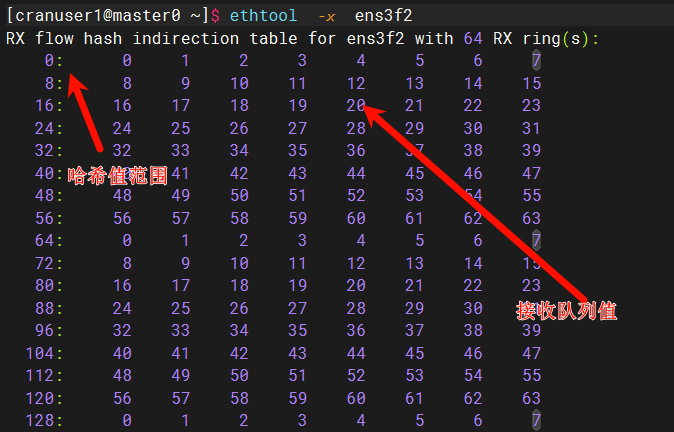 [cranuser1@master0 ~]$ ethtool -x ens3f2
RX flow hash indirection table for ens3f2 with 64 RX ring(s):
0: 0 1 2 3 4 5 6 7
8: 8 9 10 11 12 13 14 15
16: 16 17 18 19 20 21 22 23
24: 24 25 26 27 28 29 30 31
32: 32 33 34 35 36 37 38 39
哈希值范围
40: 41 42 43 44 45 46 47
48: 48 49 50 51 52 53 54 55
56: 56 57 58 59 60 61 62 63
64: 0 1 2 3 4 5 6 7
72: 8 9 10 11 12 13 14 15
80: 16 17 18 19 20 21 22 23
接收队列值
88: 24 25 26 27 28 29 30
96: 32 33 34 35 36 37 38 39
104: 40 41 42 43 44 45 46 47
112: 48 49 50 51 52 53 54 55
120: 56 57 58 59 60 61 62 63
128: 0 1 2 3 4 5 6 7